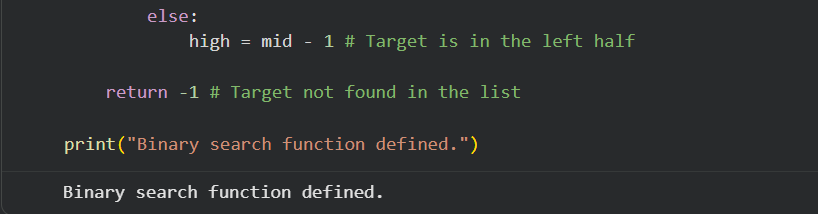 else:
high = mid - 1 # Target is in the left half
return -1 # Target not found in the list
print("Binary search function defined.")
Binary search function defined.